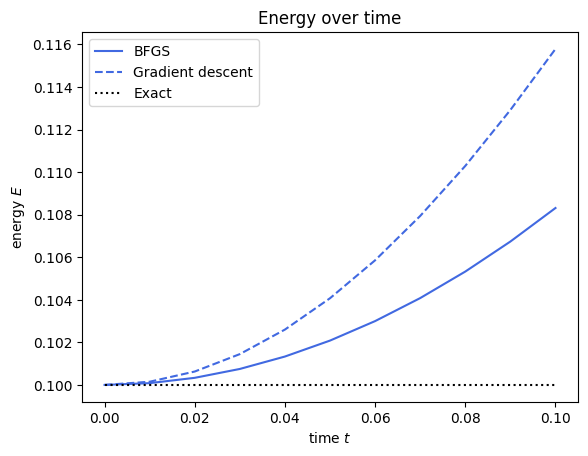 Energy over time
BFGS
Gradient descent
Exact
energy E
0.116
0.114
0.112
0.110
0.108
0.106
0.104
0.102
0.100
0.00
0.02
0.04
0.06
0.08
0.10
time t